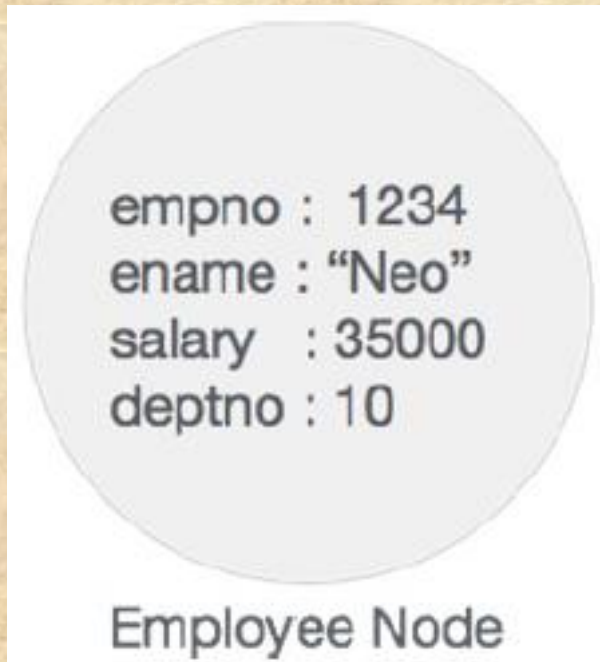 empno :  1234
ename : “Neo”
salary   : 35000
deptno : 10
Employee Node